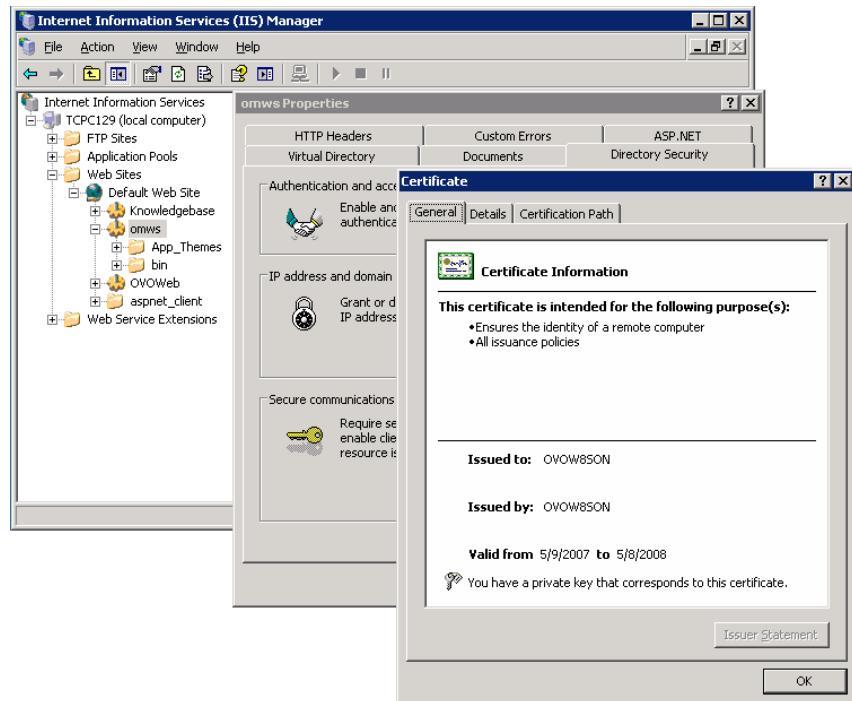 Internet Information Services (IIS) Manager
File Action View Window Help
Internet Information Services
TCPC129 (local computer)
FTP Sites
Application Pools
Web Sites
Default Web Site
Knowledgebase
omws
App_Themes
bin
OVOWeb
aspnet_client
Web Service Extensions
omws Properties
HTTP Headers Custom Errors ASP.NET
Virtual Directory Documents Directory Security
Authentication and acce
Enable and
authentica
IP address and domain
Grant or d
IP address
Secure communications
Require se
enable clie
resource is
Certificate
General Details Certification Path
Certificate Information
This certificate is intended for the following purpose(s):
•Ensures the identity of a remote computer
•All issuance policies
Issued to: OVOW8SON
Issued by: OVOW8SON
Valid from 5/9/2007 to 5/8/2008
You have a private key that corresponds to this certificate.
Issuer Statement
OK